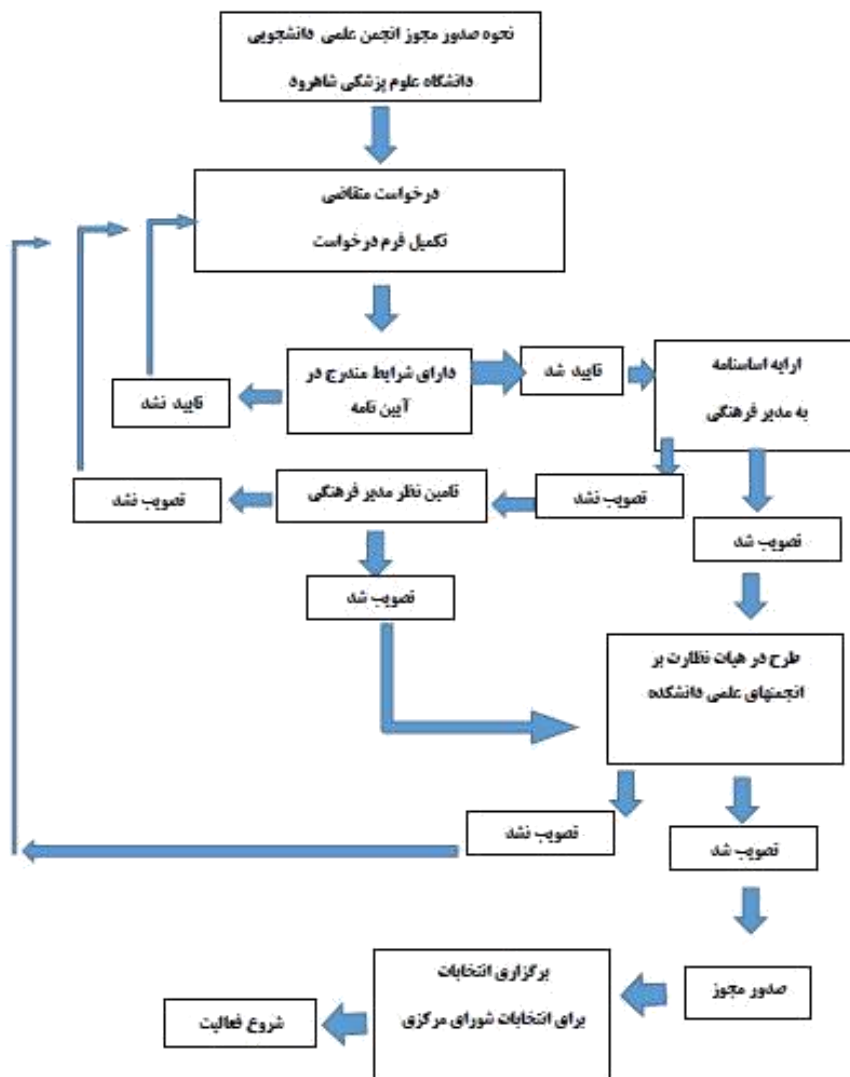 نحوه صدور مجوز انجمن علمی دانشجویی
دانشگاه علوم پزشکی شاهرود
درخواست متقاضی
تکمیل فرم درخواست
دارای شرایط مندرج در
آیین نامه
تایید شد
ارایه اساسنامه
به مدیر فرهنگی
تایید نشد
تصویب نشد
تامین نظر مدیر فرهنگی
تصویب نشد
تصویب شد
تصویب شد
طرح در هیات نظارت بر
انجمنهای علمی دانشکده
تصویب نشد
تصویب شد
صدور مجوز
برگزاری انتخابات
برای انتخابات شورای مرکزی
شروع فعالیت